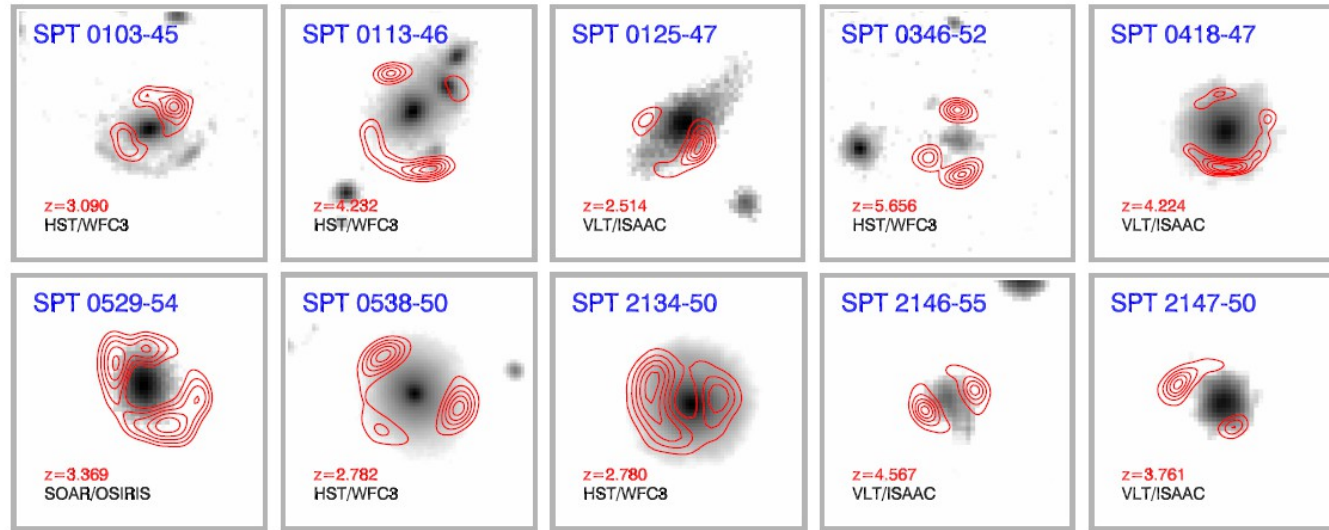 SPT 0103-45
z=3.090
HST/WFC3
SPT 0113-46
z=4.232
HST/WFC3
SPT 0125-47
z=2.514
VLT/ISAAC
SPT 0346-52
z=5.656
HST/WFC3
SPT 0418-47
z=4.224
VLT/ISAAC
SPT 0529-54
z=3.369
SOAR/OSIRIS
SPT 0538-50
z=2.782
HST/WFC3
SPT 2134-50
z=2.780
HST/WFC3
SPT 2146-55
z=4.567
VLT/ISAAC
SPT 2147-50
z=3.761
VLT/ISAAC